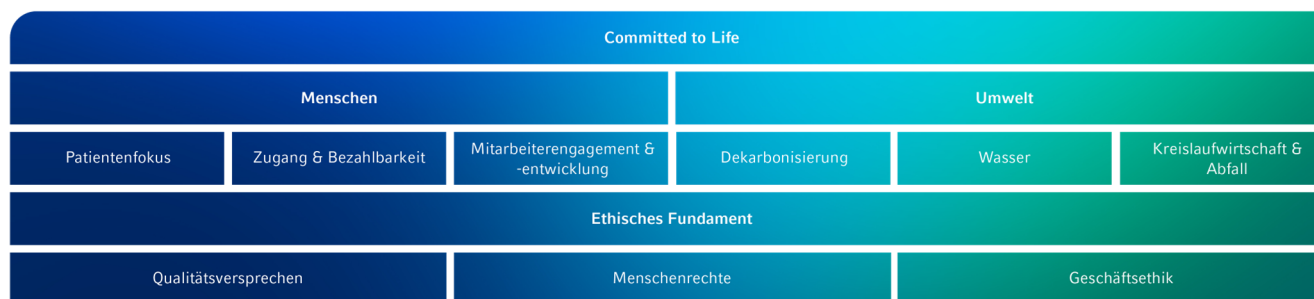 Committed to Life
Menschen
Umwelt
Patientenfokus
Zugang & Bezahlbarkeit
Mitarbeiterengagement &
-entwicklung
Dekarbonisierung
Wasser
Kreislaufwirtschaft &
Abfall
Ethisches Fundament
Qualitätsversprechen
Menschenrechte
Geschäftsethik